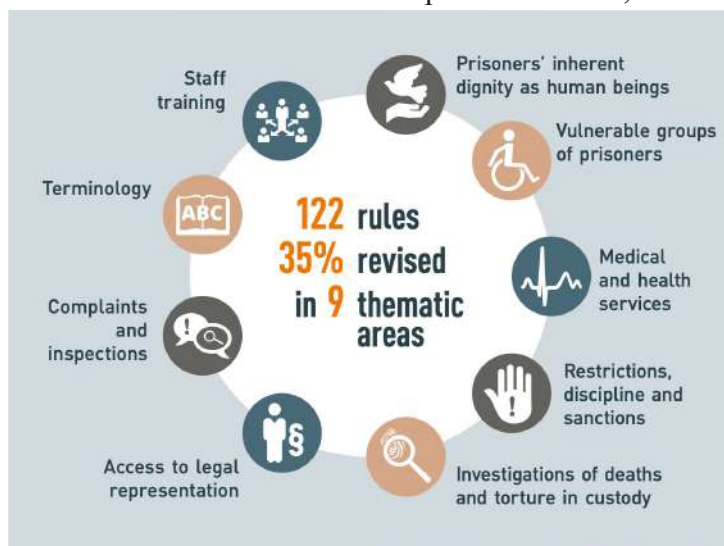 Prisoners' inherent
dignity as human beings
Vulnerable groups
of prisoners
Medical
and health
services
Restrictions,
discipline and
sanctions
Investigations of deaths
and torture in custody
Access to legal
representation
Complaints
and
inspections
Terminology
ABC
Staff
training
122 rules
35% revised
in 9 thematic
areas
§
!
!